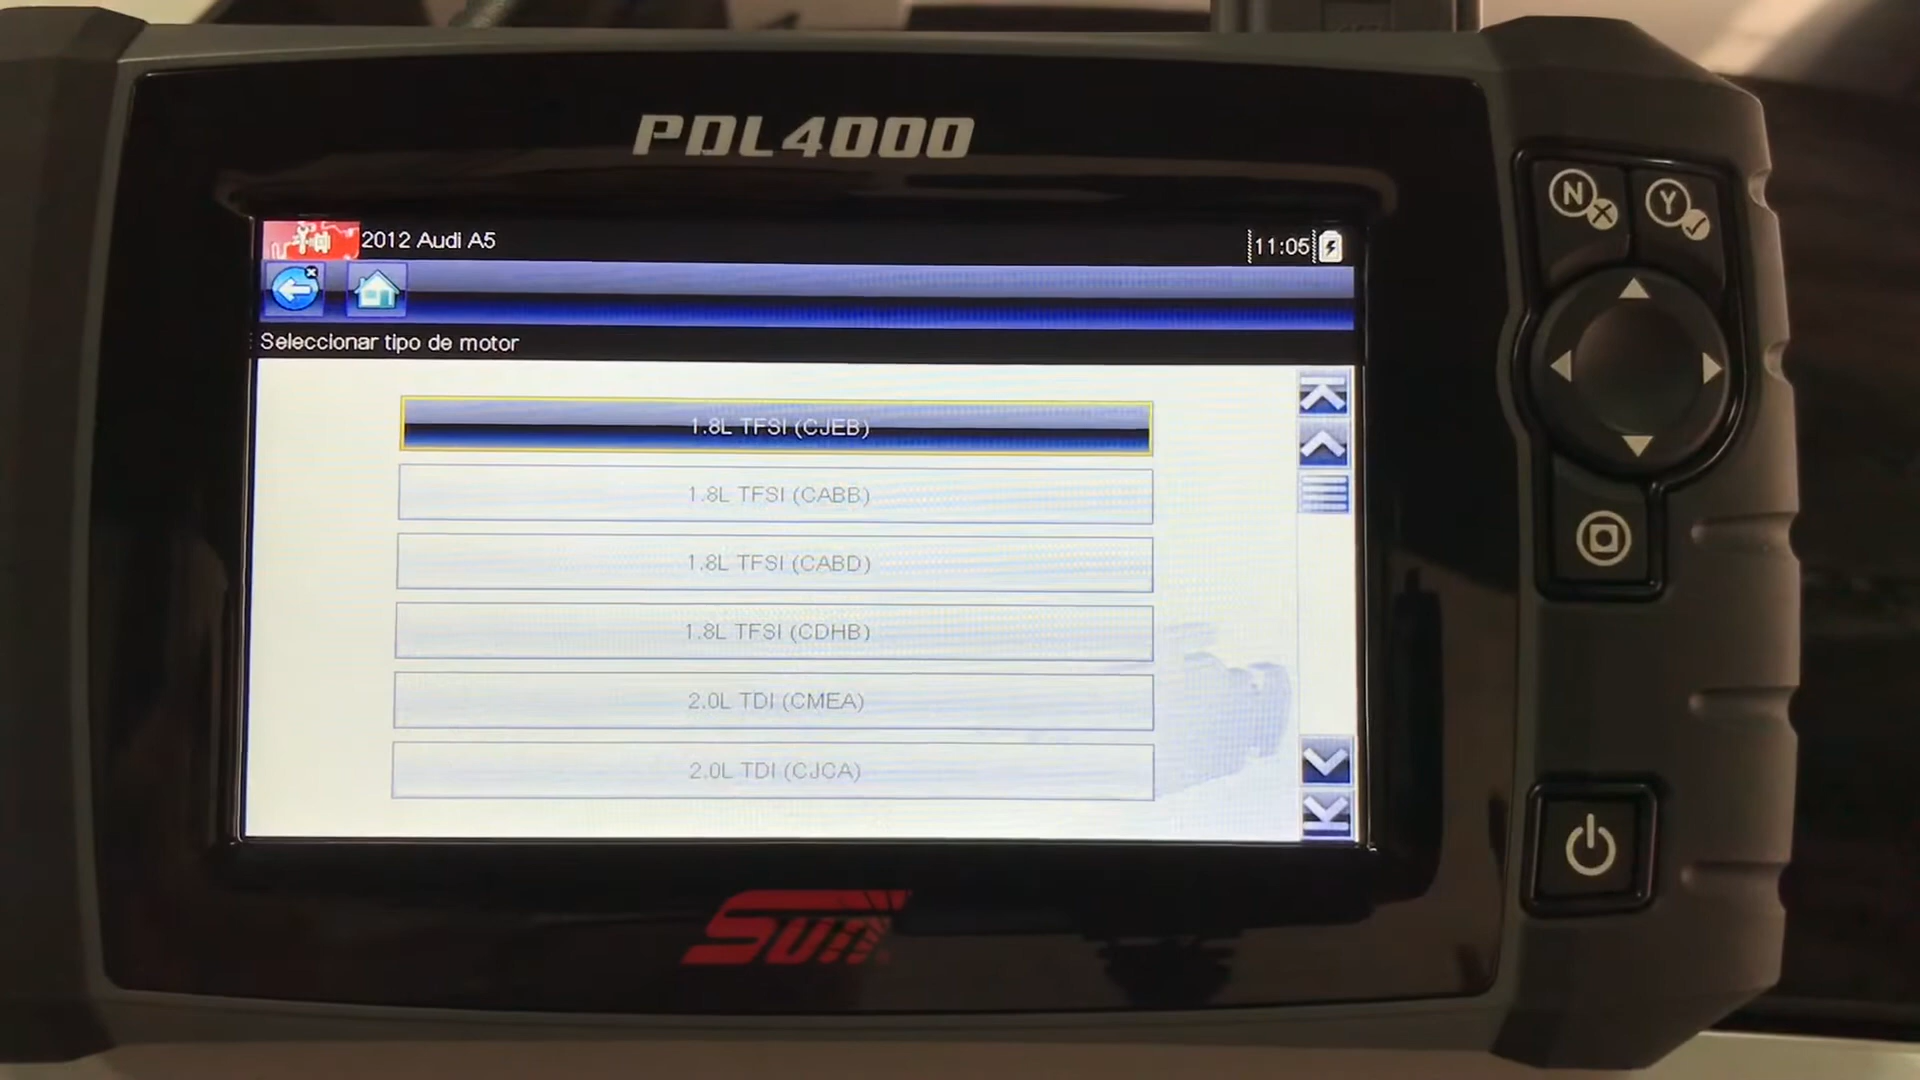 PDL4000
2012 Audi A5
11:05
Seleccionar tipo de motor
1.8L TFSI (CJEB)
1.8L TFSI (CABB)
1.8L TFSI (CABD)
1.8L TFSI (CDHB)
2.0L TDI (CMEA)
2.0L TDI (CJCA)
N
Y
Sun